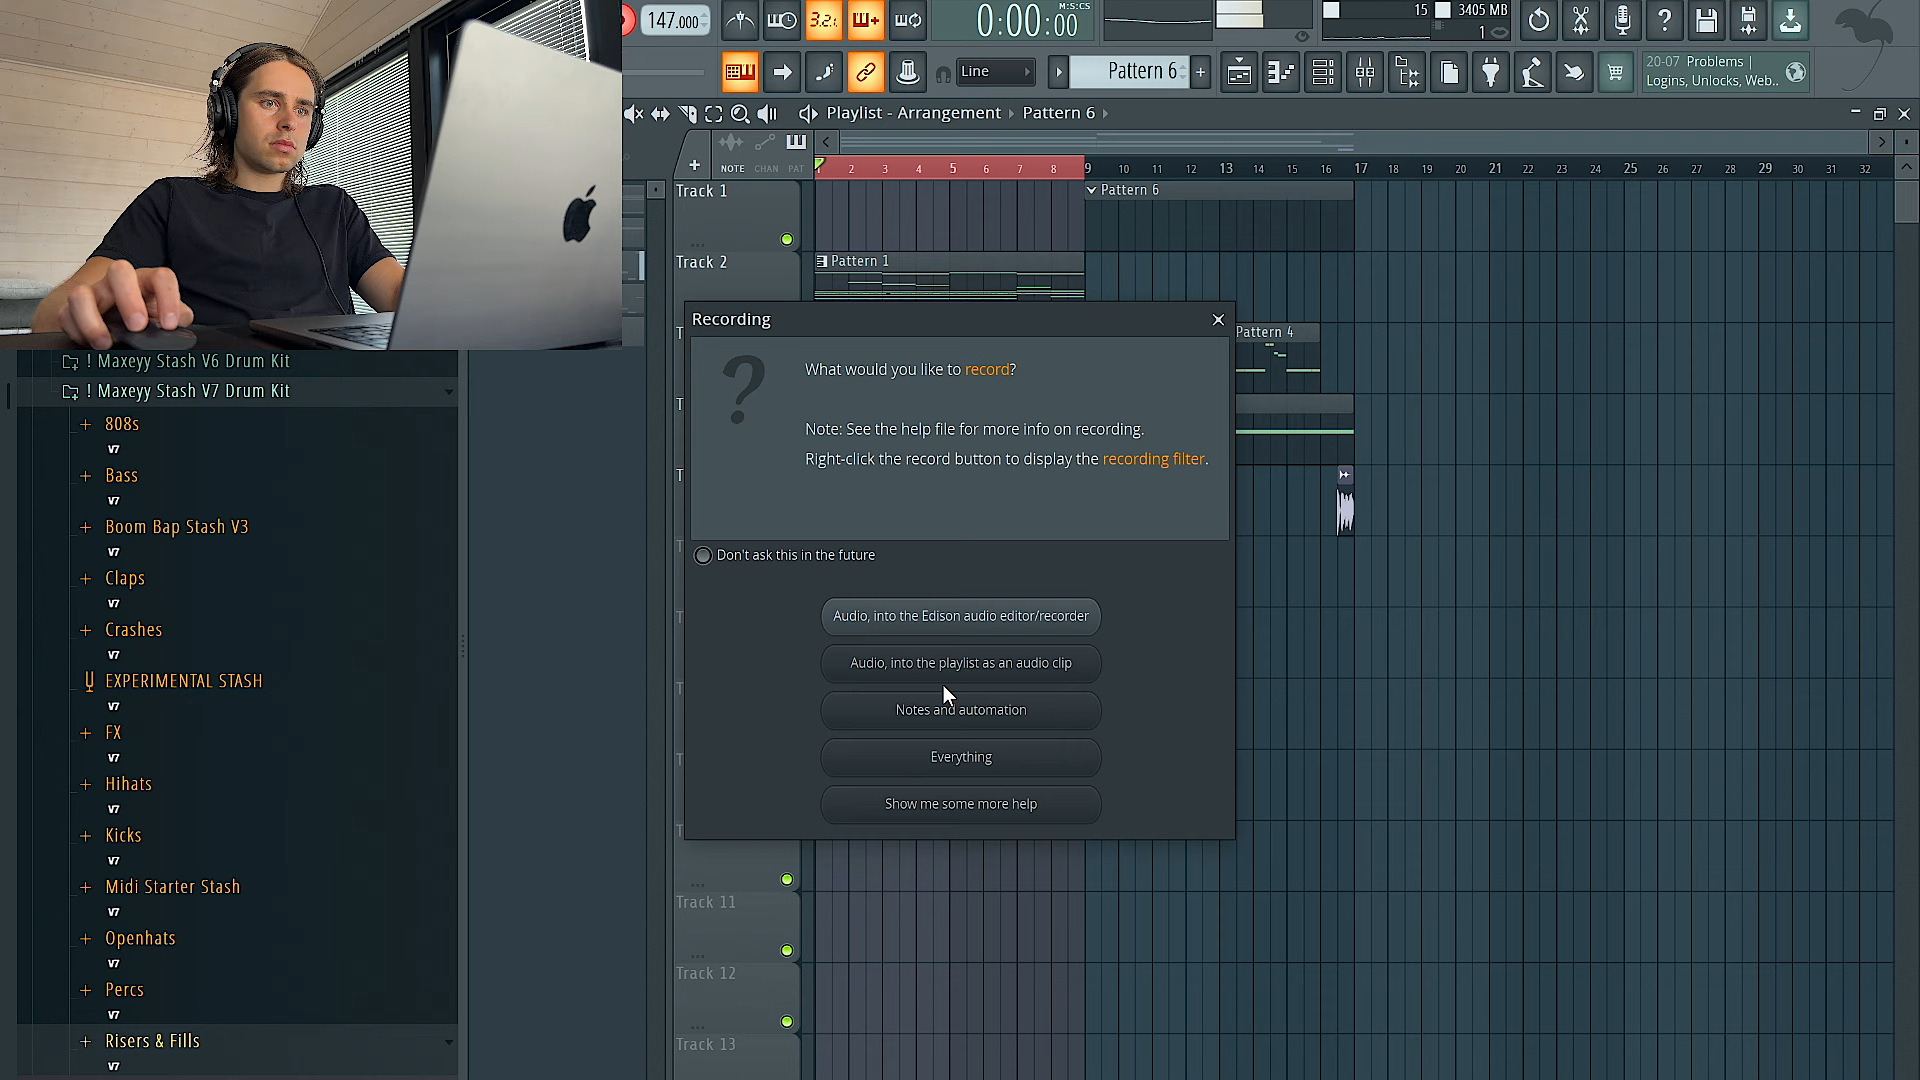 147.000
3.2.
0:00:00
M:S:CS
15
3405 MB
1
Line
Pattern 6
+
20-07 Problems |
Logins, Unlocks, Web..
Playlist - Arrangement
Pattern 6
NOTE
CHAN
PAT
2 3 4 5 6 7 8 9 10 11 12 13 14 15 16 17 18 19 20 21 22 23 24 25 26 27 28 29 30 31 32
Track 1
Pattern 6
Track 2
Pattern 1
Pattern 4
Recording
?
What would you like to record?
Note: See the help file for more info on recording.
Right-click the record button to display the recording filter.
Don't ask this in the future
Audio, into the Edison audio editor/recorder
Audio, into the playlist as an audio clip
Notes and automation
Everything
Show me some more help
Track 11
Track 12
Track 13
! Maxeyy Stash V6 Drum Kit
! Maxeyy Stash V7 Drum Kit
808s
V7
Bass
V7
Boom Bap Stash V3
V7
Claps
V7
Crashes
V7
EXPERIMENTAL STASH
V7
FX
V7
Hihats
V7
Kicks
V7
Midi Starter Stash
V7
Openhats
V7
Percs
V7
Risers & Fills
V7